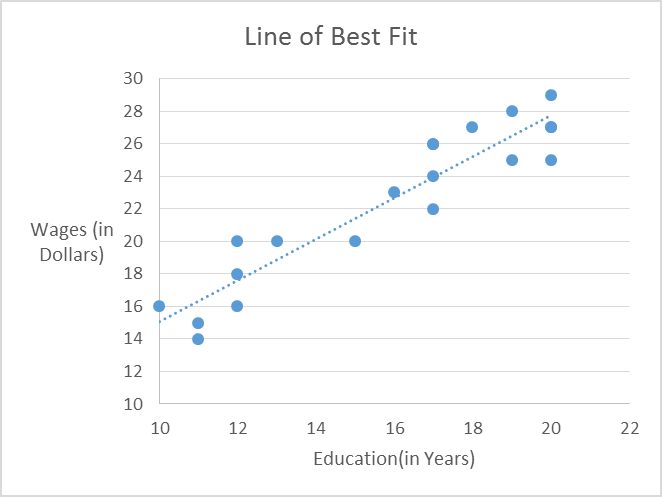 Line of Best Fit
30
28
26
24
22
20
18
16
14
12
10
Wages (in
Dollars)
10 12 14 16 18 20 22
Education(in Years)